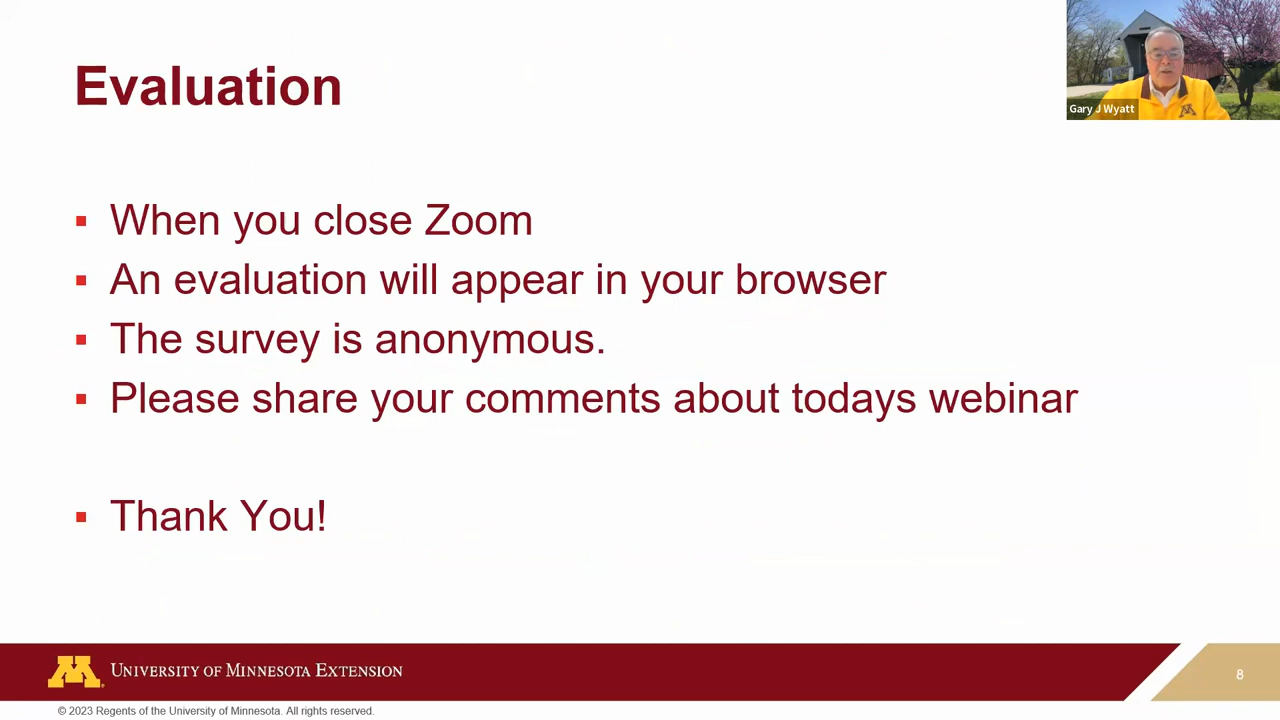 Evaluation
Gary J Wyatt
▪ When you close Zoom
▪ An evaluation will appear in your browser
▪ The survey is anonymous.
▪ Please share your comments about todays webinar
▪ Thank You!
M
University of Minnesota Extension
8
© 2023 Regents of the University of Minnesota. All rights reserved.